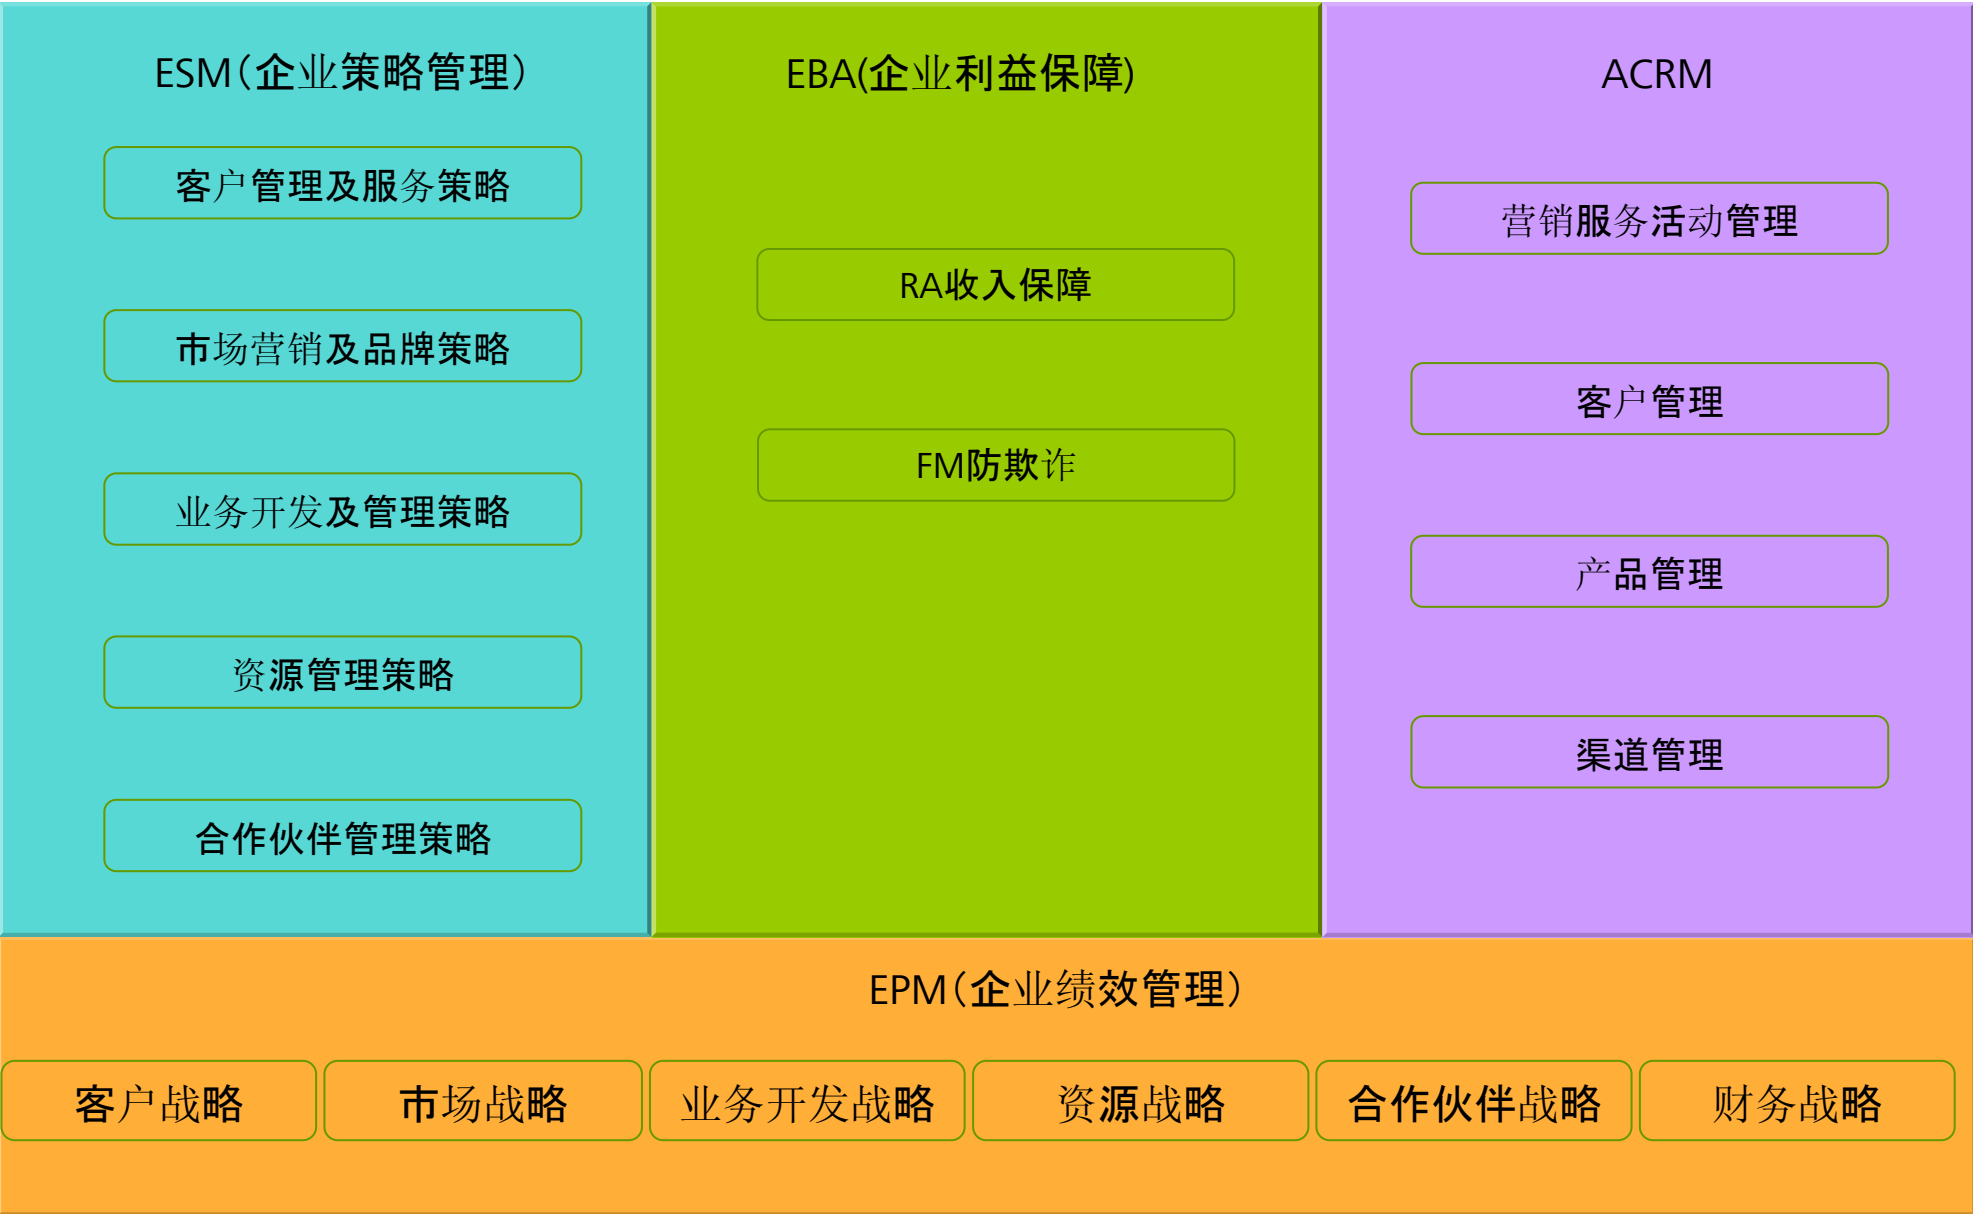 ESM（企业策略管理）
客户管理及服务策略
市场营销及品牌策略
业务开发及管理策略
资源管理策略
合作伙伴管理策略
EBA(企业利益保障)
RA收入保障
FM防欺诈
ACRM
营销服务活动管理
客户管理
产品管理
渠道管理
EPM（企业绩效管理）
客户战略
市场战略
业务开发战略
资源战略
合作伙伴战略
财务战略